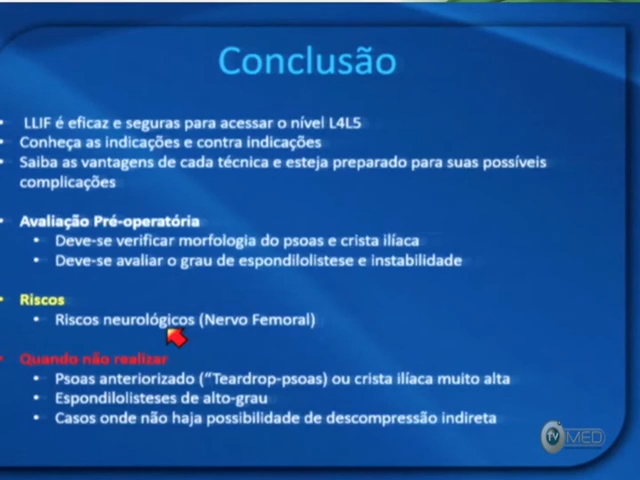 Conclusão
• LLIF é eficaz e seguras para acessar o nível L4L5
• Conheça as indicações e contra indicações
• Saiba as vantagens de cada técnica e esteja preparado para suas possíveis
complicações
• Avaliação Pré-operatória
• Deve-se verificar morfologia do psoas e crista ilíaca
• Deve-se avaliar o grau de espondilolistese e instabilidade
• Riscos
• Riscos neurológicos (Nervo Femoral)
• Quando não realizar
• Psoas anteriorizado (“Teardrop-psoas) ou crista ilíaca muito alta
• Espondilolisteses de alto-grau
• Casos onde não haja possibilidade de descompressão indireta
tv MED